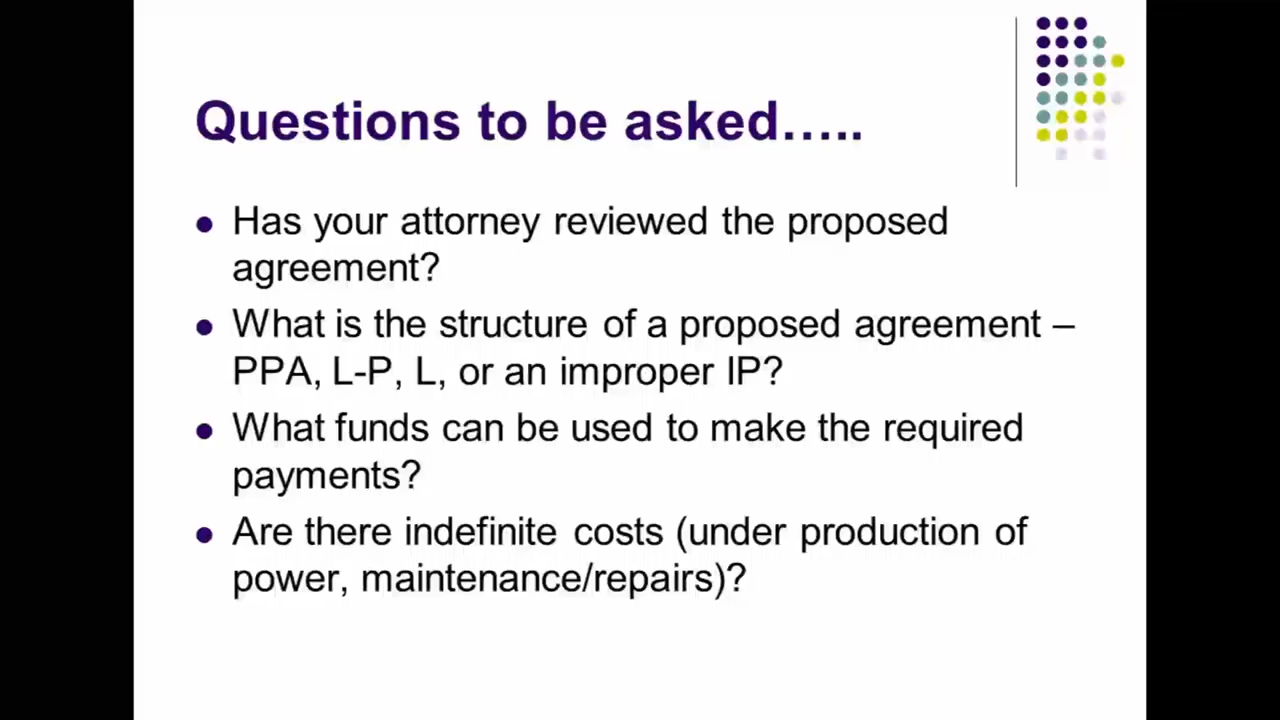 Questions to be asked…..
Has your attorney reviewed the proposed
agreement?
What is the structure of a proposed agreement –
PPA, L-P, L, or an improper IP?
What funds can be used to make the required
payments?
Are there indefinite costs (under production of
power, maintenance/repairs)?